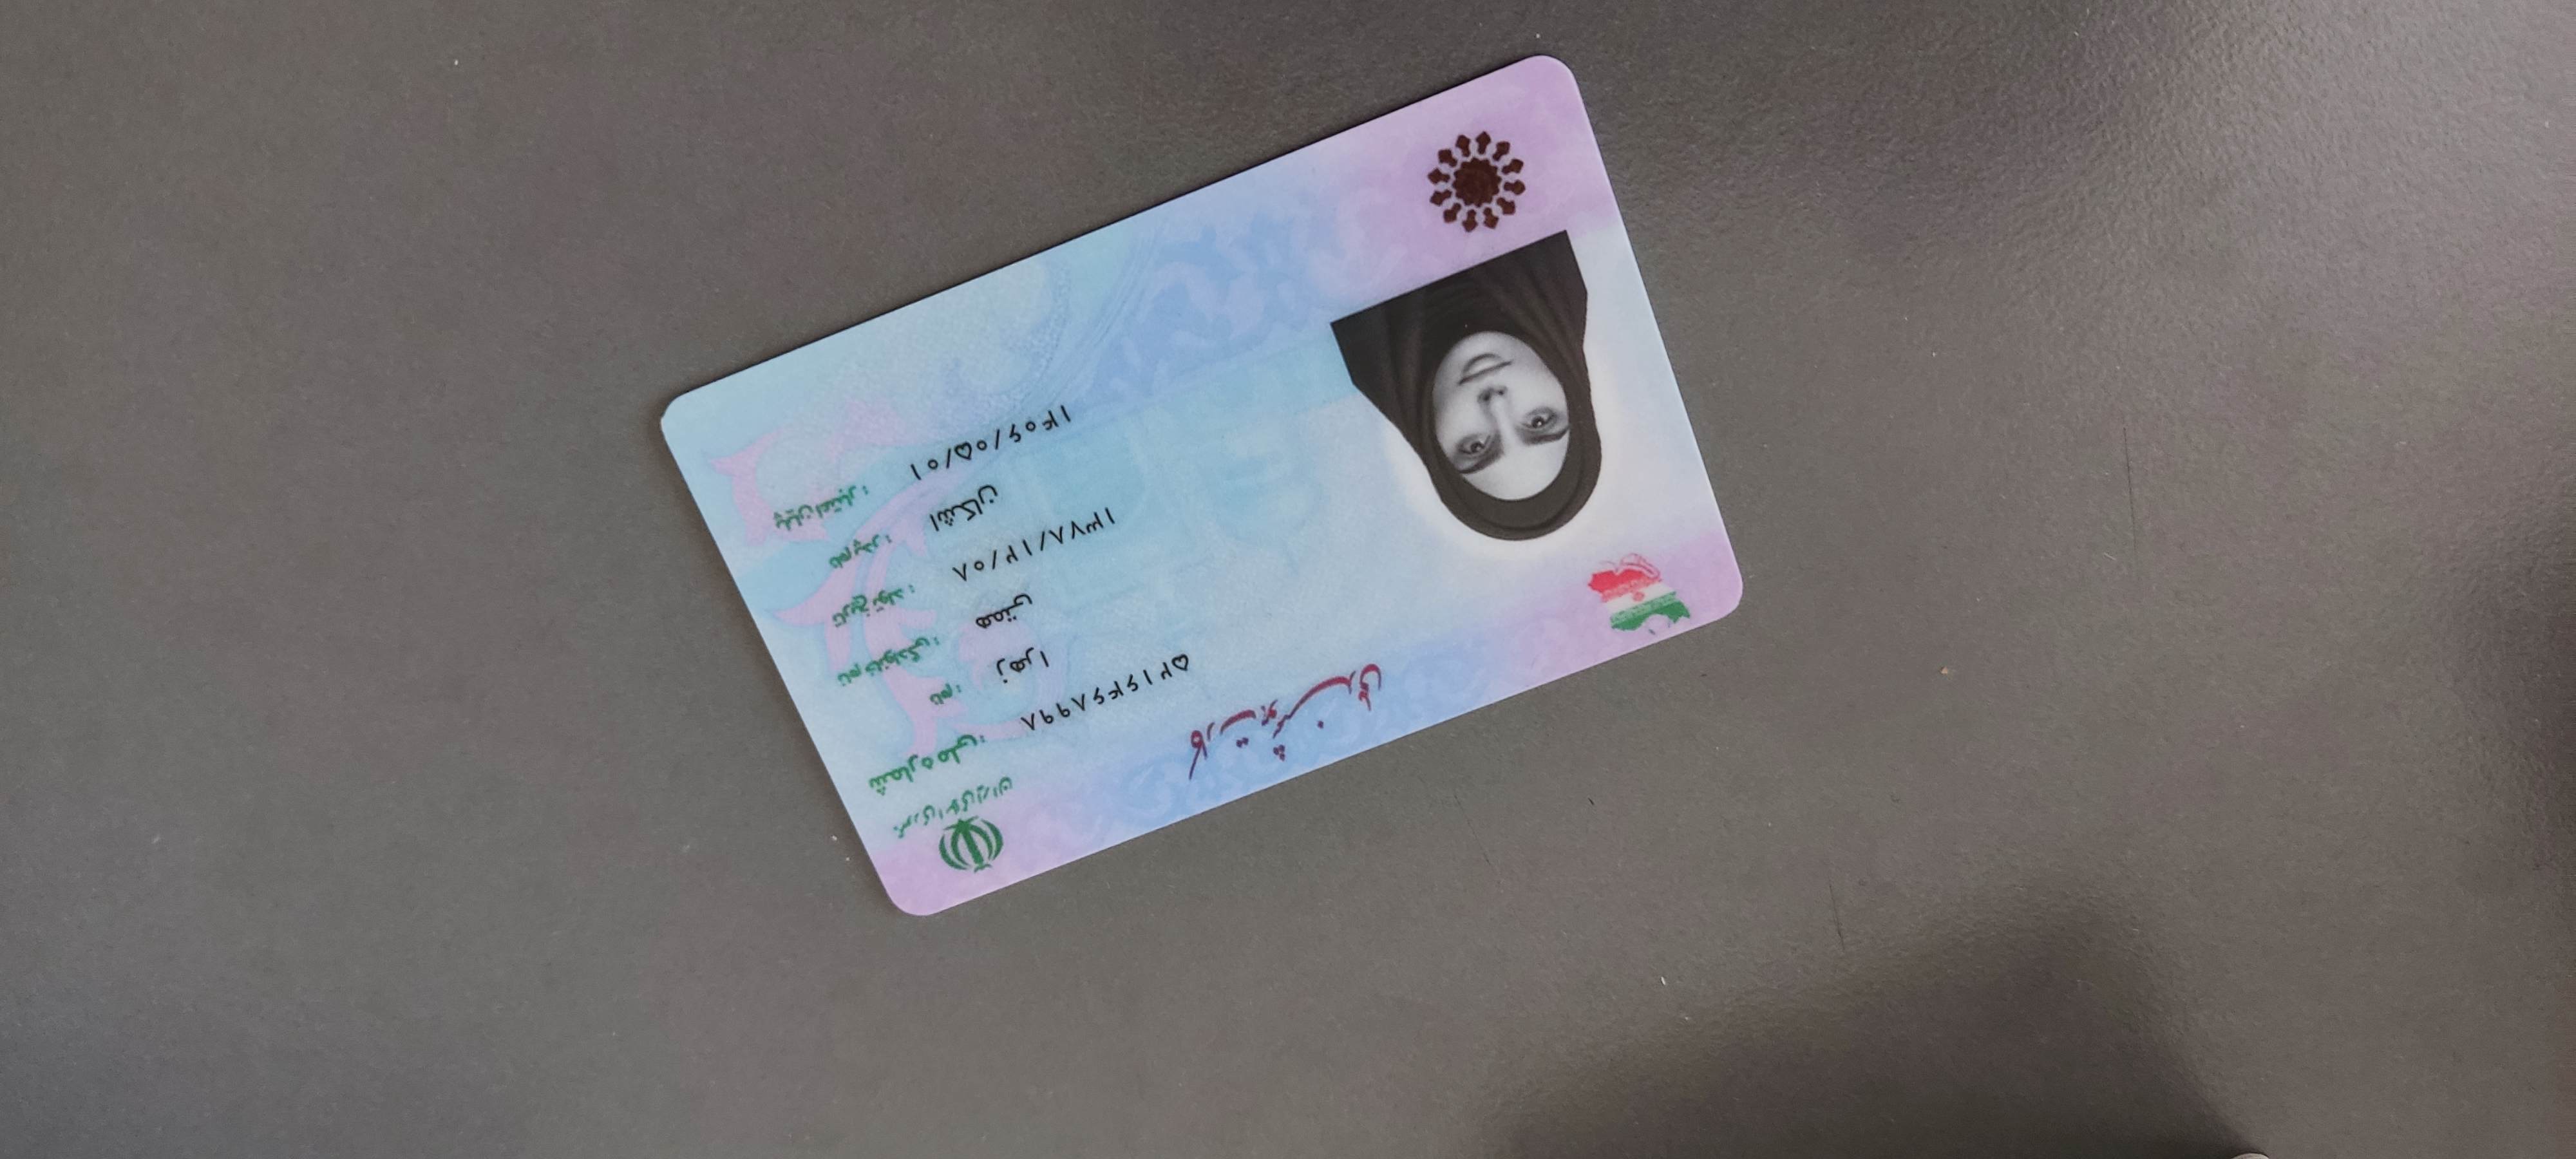 جمهوری اسلامی ایران
کارت هوشمند ملی
شماره ملی:
۵۲۱۶۴۶۸۹۹۸
نام: زهرا
نام خانوادگی: همتی
تاریخ تولد: ۱۳۷۸/۱۲/۰۸
نام پدر: اشکان
پایان اعتبار: ۱۴۰۶/۰۵/۰۱